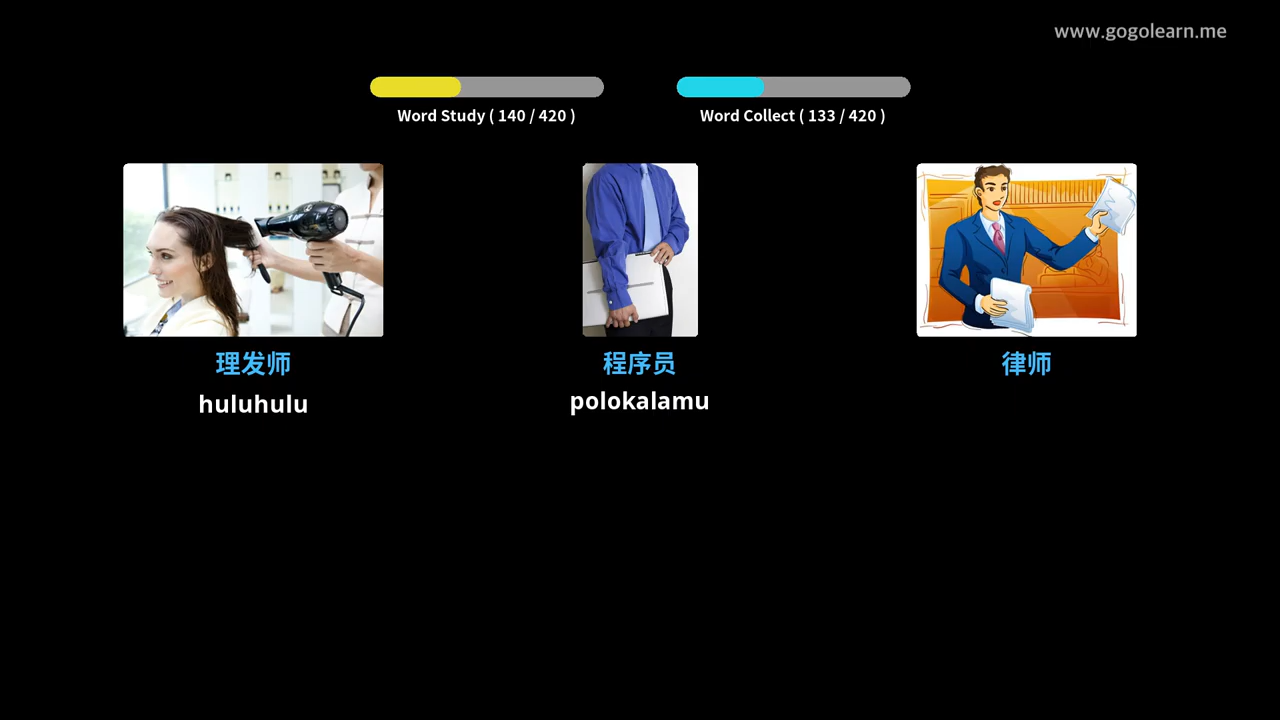 www.gogolearn.me
Word Study ( 140 / 420 )
Word Collect ( 133 / 420 )
理发师
程序员
律师
huluhulu
polokalamu